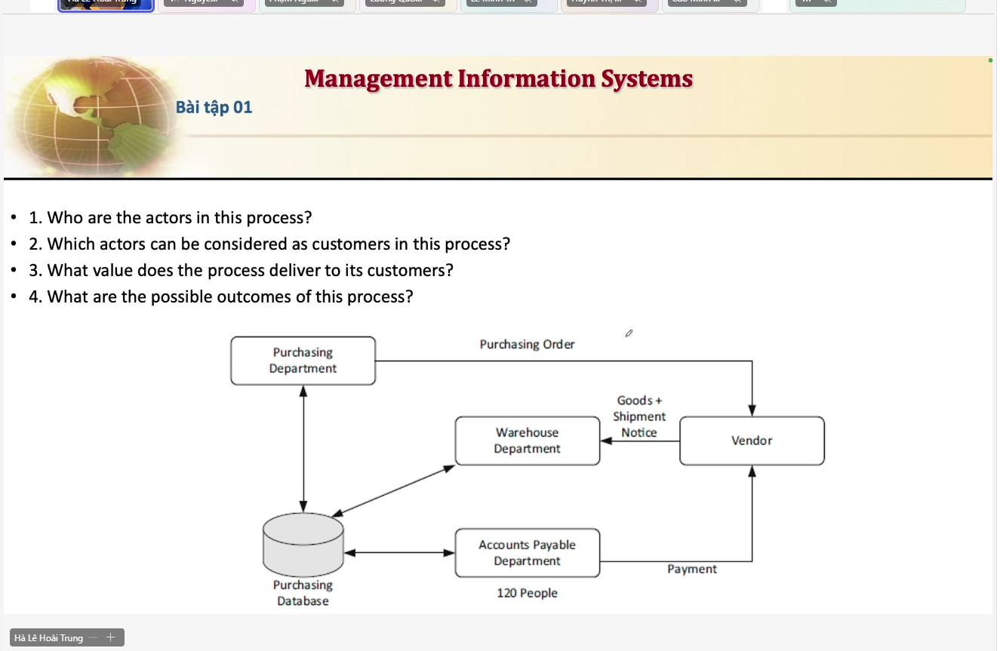 Management Information Systems
Bài tập 01
• 1. Who are the actors in this process?
• 2. Which actors can be considered as customers in this process?
• 3. What value does the process deliver to its customers?
• 4. What are the possible outcomes of this process?
Purchasing Order
Purchasing
Department
Goods +
Shipment
Notice
Warehouse
Department
Vendor
Accounts Payable
Department
Payment
Purchasing
Database
120 People
Hà Lê Hoài Trung